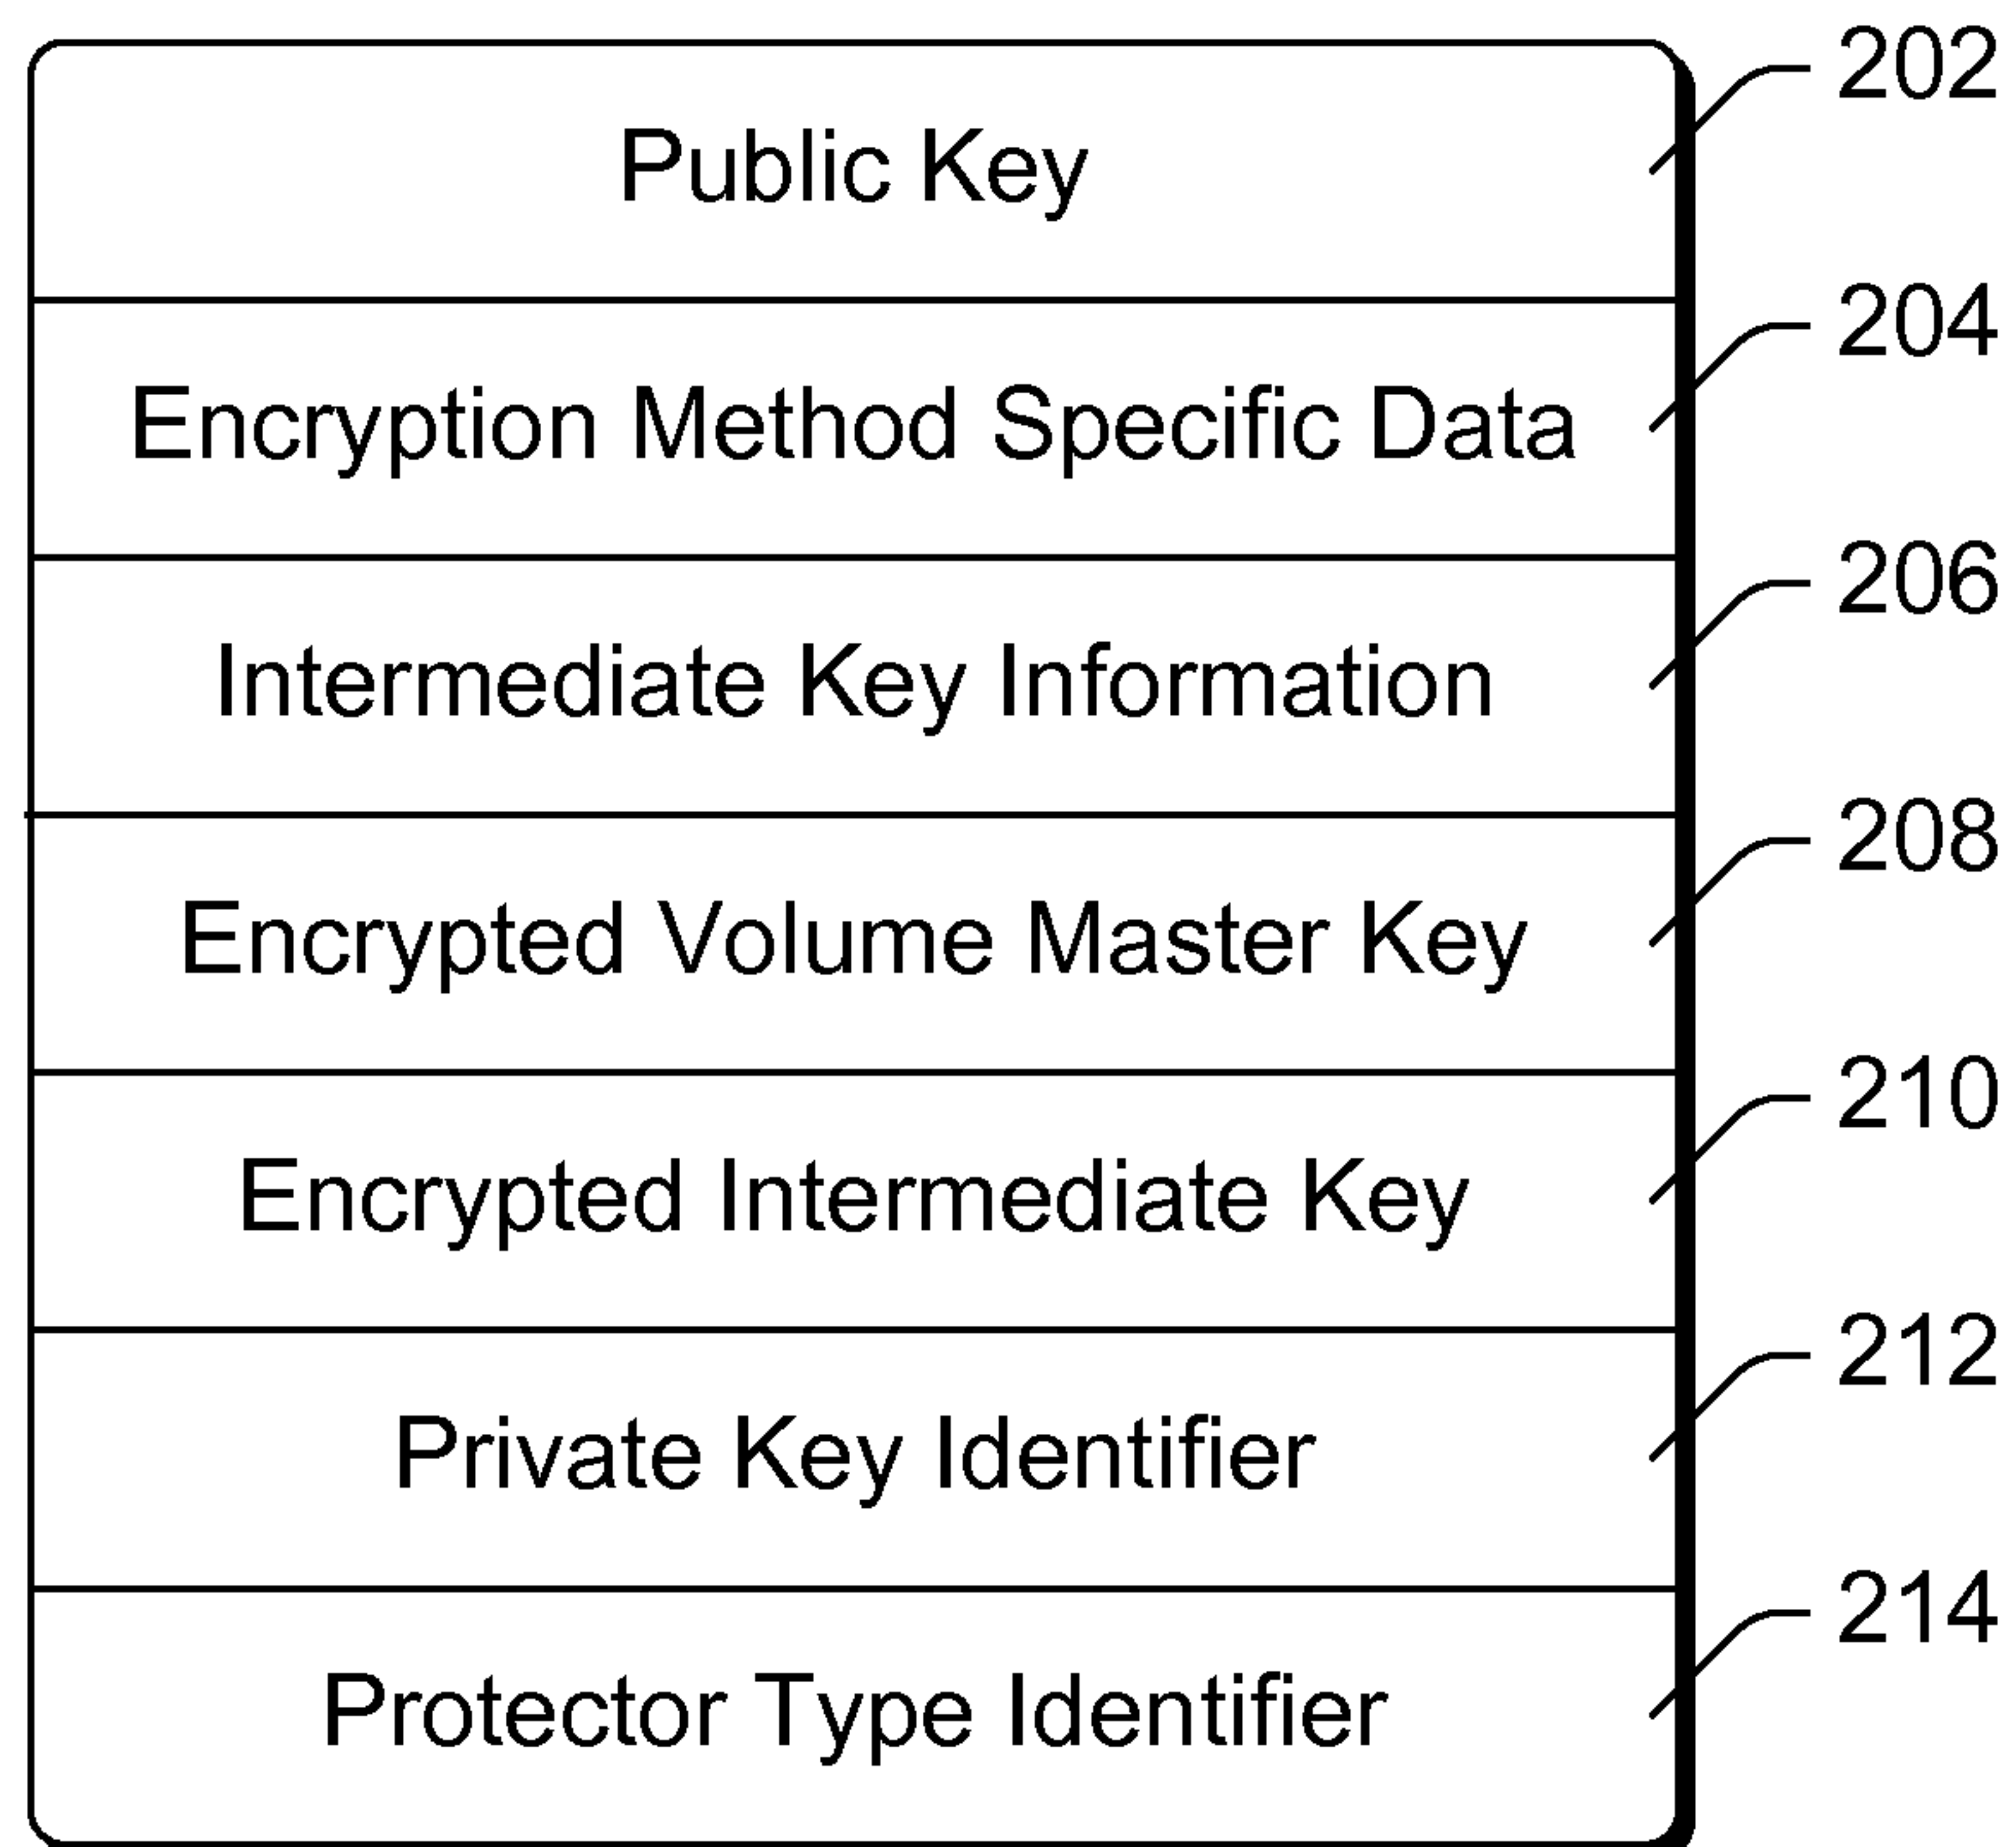 202
Public Key
204
Encryption Method Specific Data
206
Intermediate Key Information
208
Encrypted Volume Master Key
210
Encrypted Intermediate Key
212
Private Key Identifier
214
Protector Type Identifier